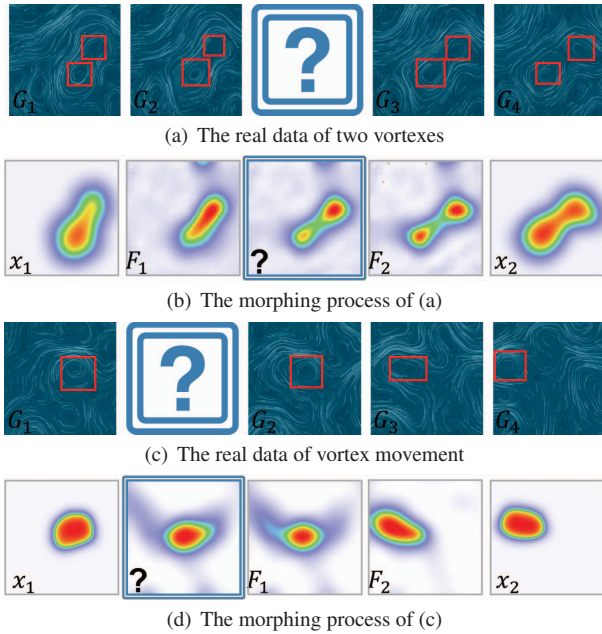 G1 G2 ? G3 G4
(a) The real data of two vortexes
x1 F1 ? F2 x2
(b) The morphing process of (a)
G1 ? G2 G3 G4
(c) The real data of vortex movement
x1 ? F1 F2 x2
(d) The morphing process of (c)